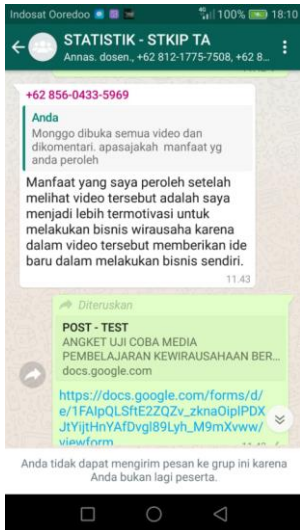 Indosat Ooredoo 100% 18:10
STATISTIK - STKIP TA
Annas. dosen., +62 812-1775-7508, +62 8...
+62 856-0433-5969
Anda
Monggo dibuka semua video dan
dikomentari. apasajakah manfaat yg
anda peroleh
Manfaat yang saya peroleh setelah
melihat video tersebut adalah saya
menjadi lebih termotivasi untuk
melakukan bisnis wirausaha karena
dalam video tersebut memberikan ide
baru dalam melakukan bisnis sendiri.
11.43
Diteruskan
POST - TEST
ANGKET UJI COBA MEDIA
PEMBELAJARAN KEWIRAUSAHAAN BER...
docs.google.com
https://docs.google.com/forms/d/
e/1FAIpQLSftE2ZQZv_zknaOiplPDX
JtYijtHnYAfDvgl89Lyh_M9mXvww/
viewform
Anda tidak dapat mengirim pesan ke grup ini karena
Anda bukan lagi peserta.